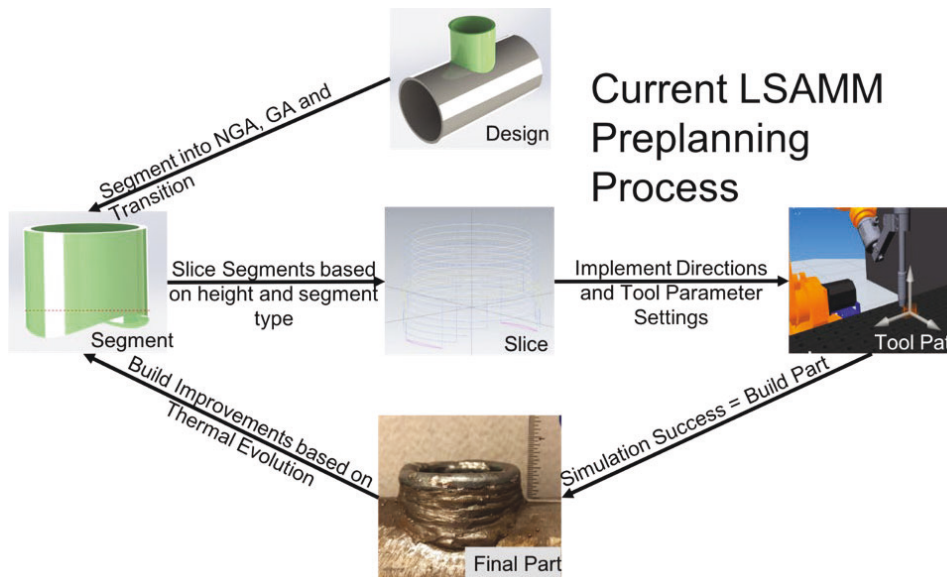 Current LSAMM
Preplanning
Process
Design
Segment into NGA, GA and
Transition
Segment
Slice Segments based
on height and segment
type
Slice
Implement Directions
and Tool Parameter
Settings
Tool Pat
Simulation Success = Build Part
Final Part
Build Improvements based on
Thermal Evolution